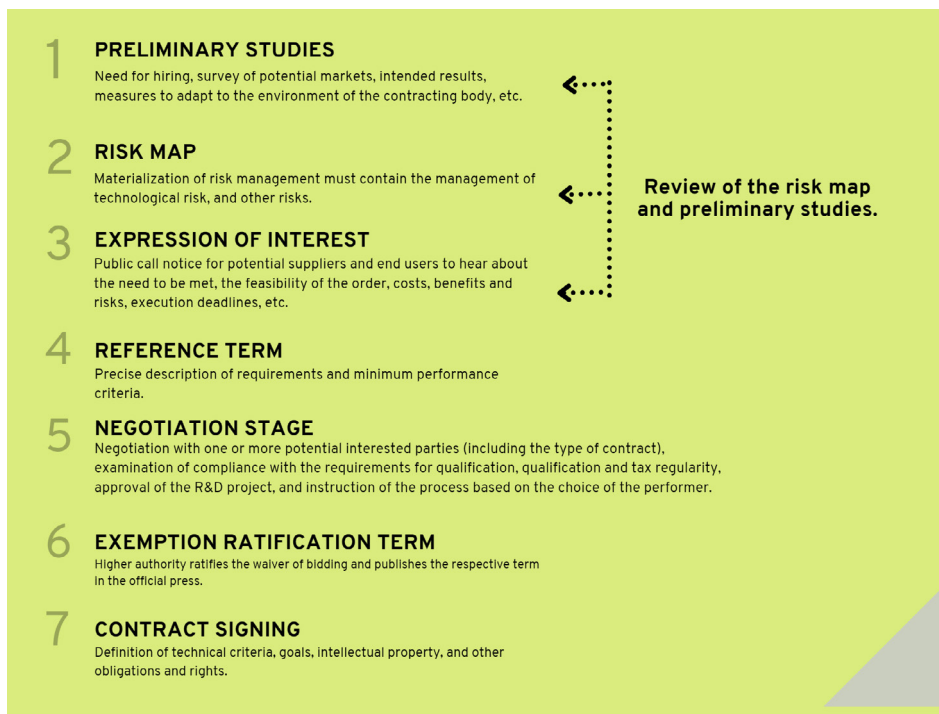 1
PRELIMINARY STUDIES
Need for hiring, survey of potential markets, intended results,
measures to adapt to the environment of the contracting body, etc.
2
RISK MAP
Materialization of risk management must contain the management of
technological risk, and other risks.
Review of the risk map
and preliminary studies.
3
EXPRESSION OF INTEREST
Public call notice for potential suppliers and end users to hear about
the need to be met, the feasibility of the order, costs, benefits and
risks, execution deadlines, etc.
4
REFERENCE TERM
Precise description of requirements and minimum performance
criteria.
5
NEGOTIATION STAGE
Negotiation with one or more potential interested parties (including the type of contract),
examination of compliance with the requirements for qualification, qualification and tax regularity,
approval of the R&D project, and instruction of the process based on the choice of the performer.
6
EXEMPTION RATIFICATION TERM
Higher authority ratifies the waiver of bidding and publishes the respective term
in the official press.
7
CONTRACT SIGNING
Definition of technical criteria, goals, intellectual property, and other
obligations and rights.